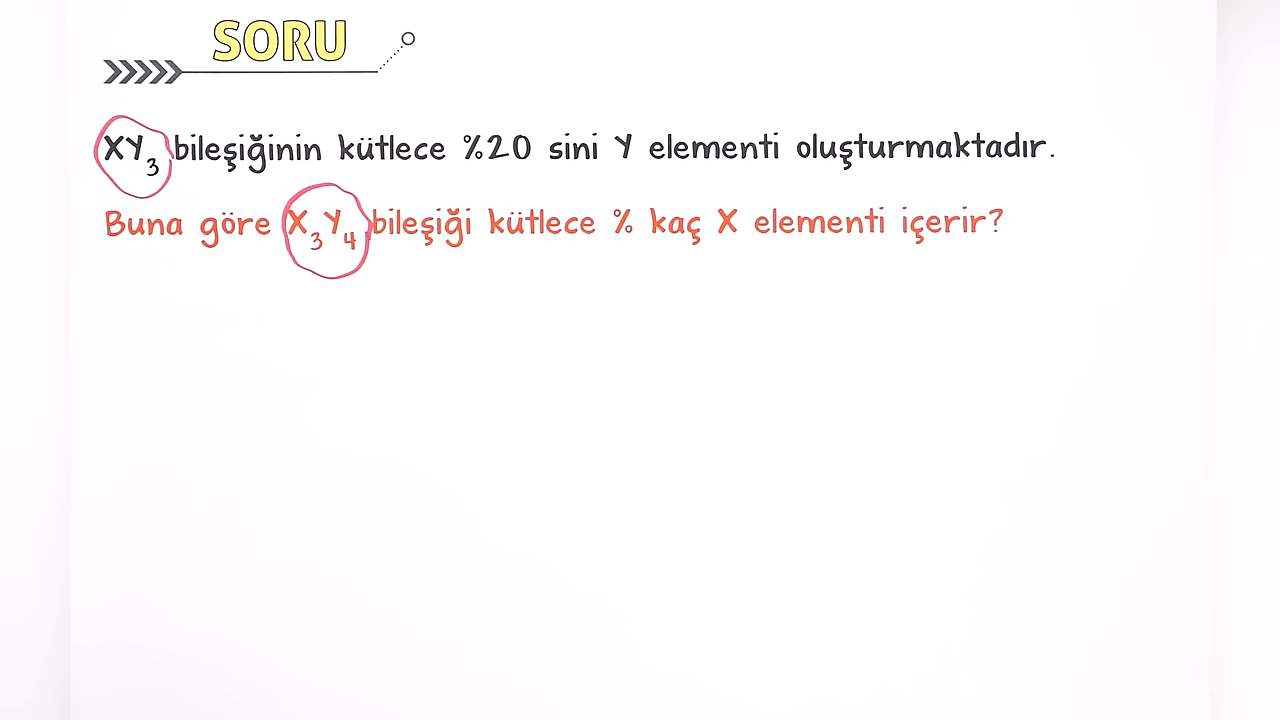 SORU
XY₃ bileşiğinin kütlece %20 sini Y elementi oluşturmaktadır.
Buna göre X₃Y₄ bileşiği kütlece % kaç X elementi içerir?